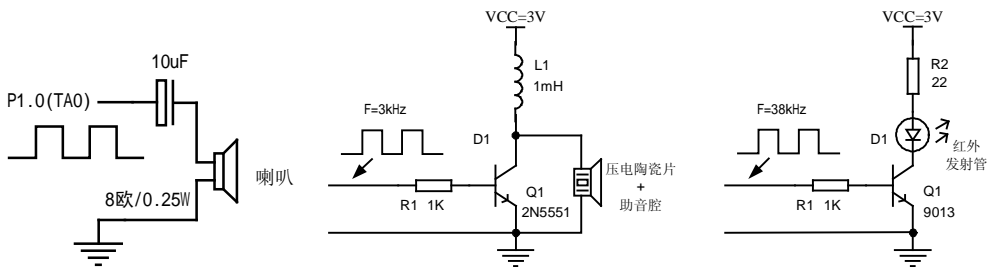 10uF
P1.0(TA0)
喇叭
8欧/0.25W
VCC=3V
L1
1mH
F=3kHz
D1
压电陶瓷片
+
助音腔
Q1
2N5551
R1 1K
VCC=3V
R2
22
F=38kHz
D1
红外
发射管
Q1
9013
R1 1K